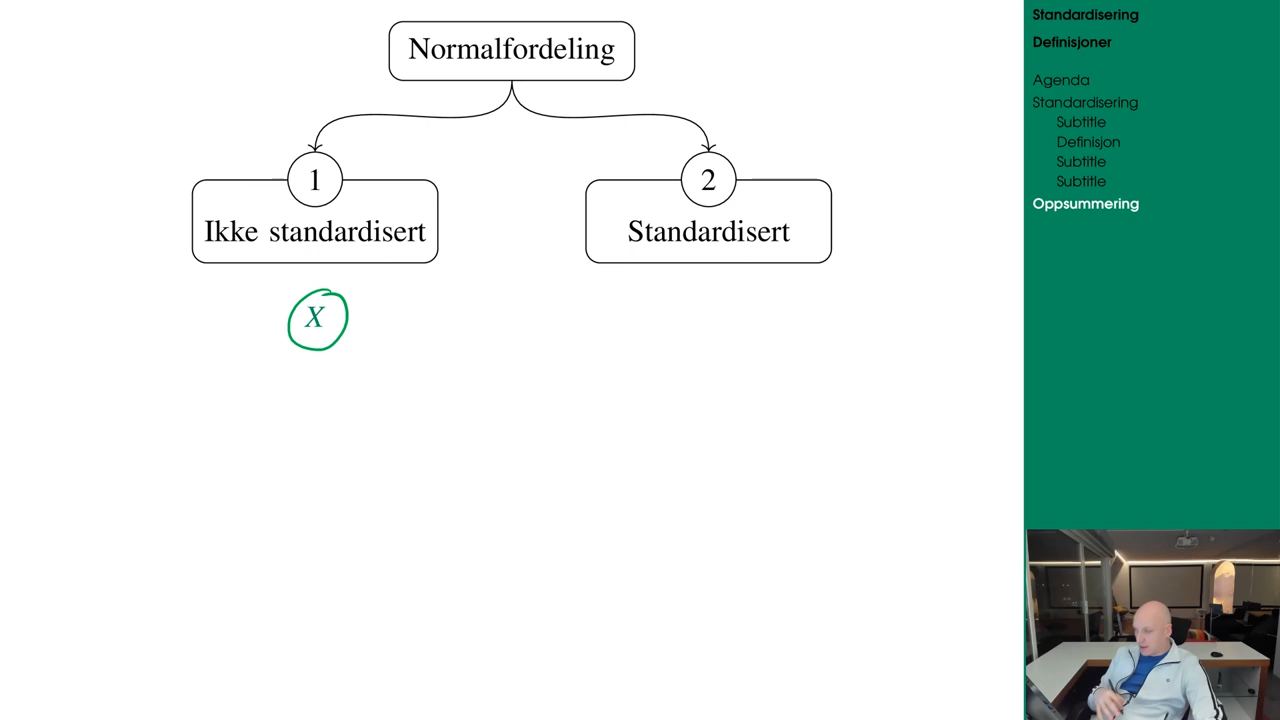 Normalfordeling
1
2
Ikke standardisert
Standardisert
X
Standardisering
Definisjoner
Agenda
Standardisering
Subtitle
Definisjon
Subtitle
Subtitle
Oppsummering